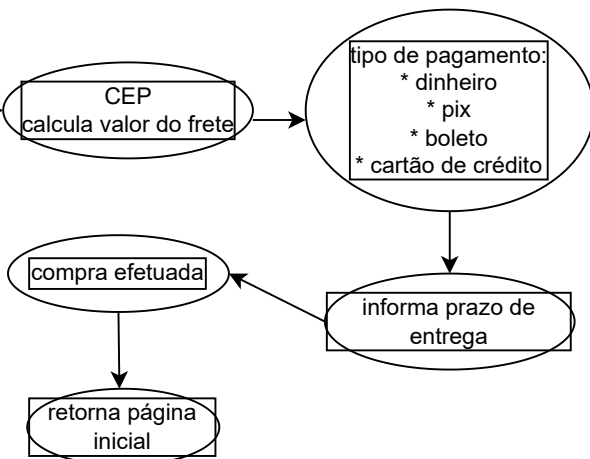 CEP
calcula valor do frete
tipo de pagamento:
* dinheiro
* pix
* boleto
* cartão de crédito
informa prazo de
entrega
compra efetuada
retorna página
inicial